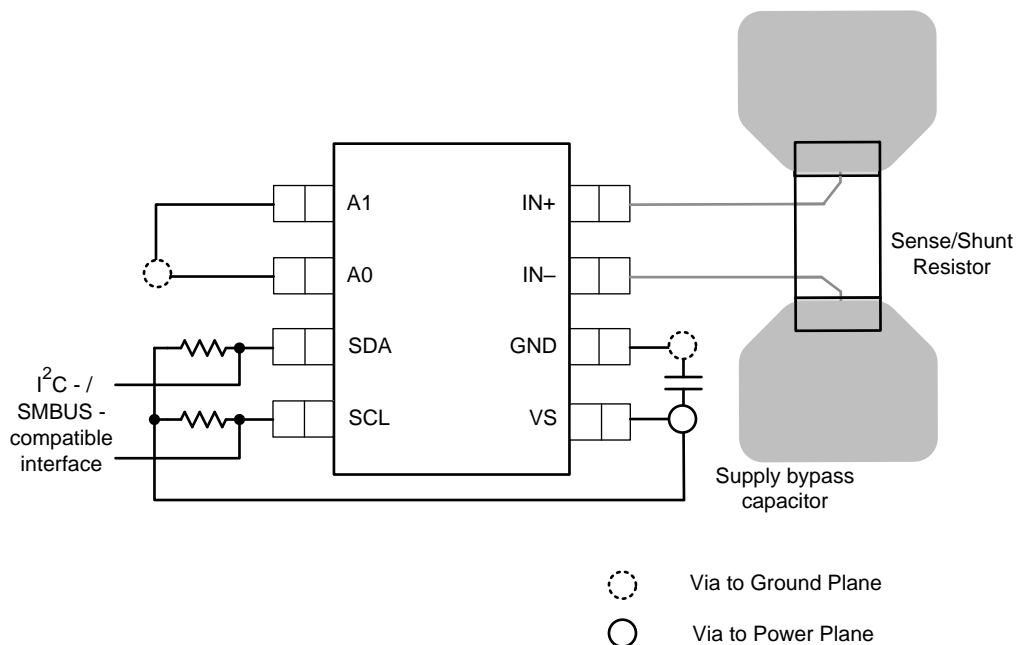 A1
IN+
A0
IN–
SDA
GND
SCL
VS
Sense/Shunt
Resistor
I²C - /
SMBUS -
compatible
interface
Supply bypass
capacitor
Via to Ground Plane
Via to Power Plane